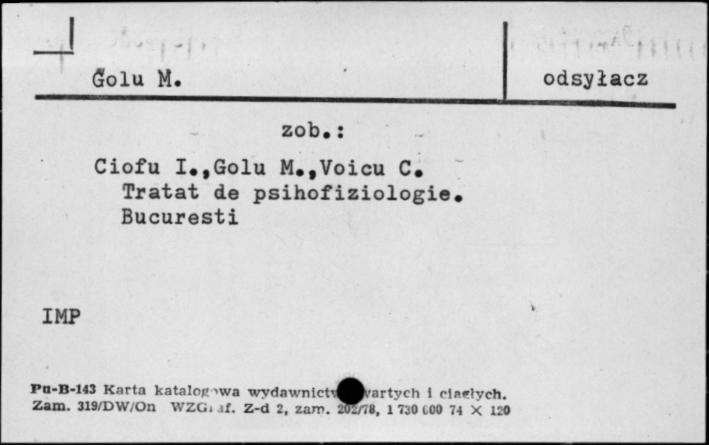 Golu M. odsyłacz
zob.:
Ciofu I.,Golu M.,Voicu C.
Tratat de psihofiziologie.
Bucuresti
IMP
Pu-B-143 Karta katalogowa wydawnictw zwartych i ciągłych.
Zam. 319/DW/On WZGraf. Z-d 2, zam. 202/78, 1 730 000 74 X 120